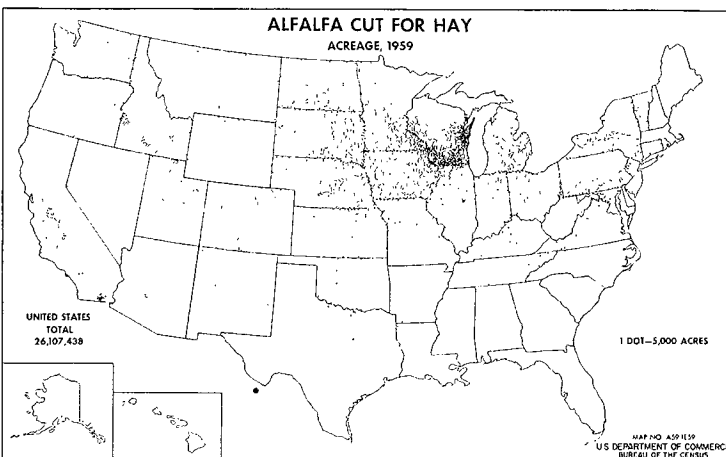 ALFALFA CUT FOR HAY
ACREAGE, 1959
UNITED STATES
TOTAL
26,107,438
1 DOT—5,000 ACRES
MAP NO. A59 1E59
U S DEPARTMENT OF COMMERC
BUREAU OF THE CENSUS